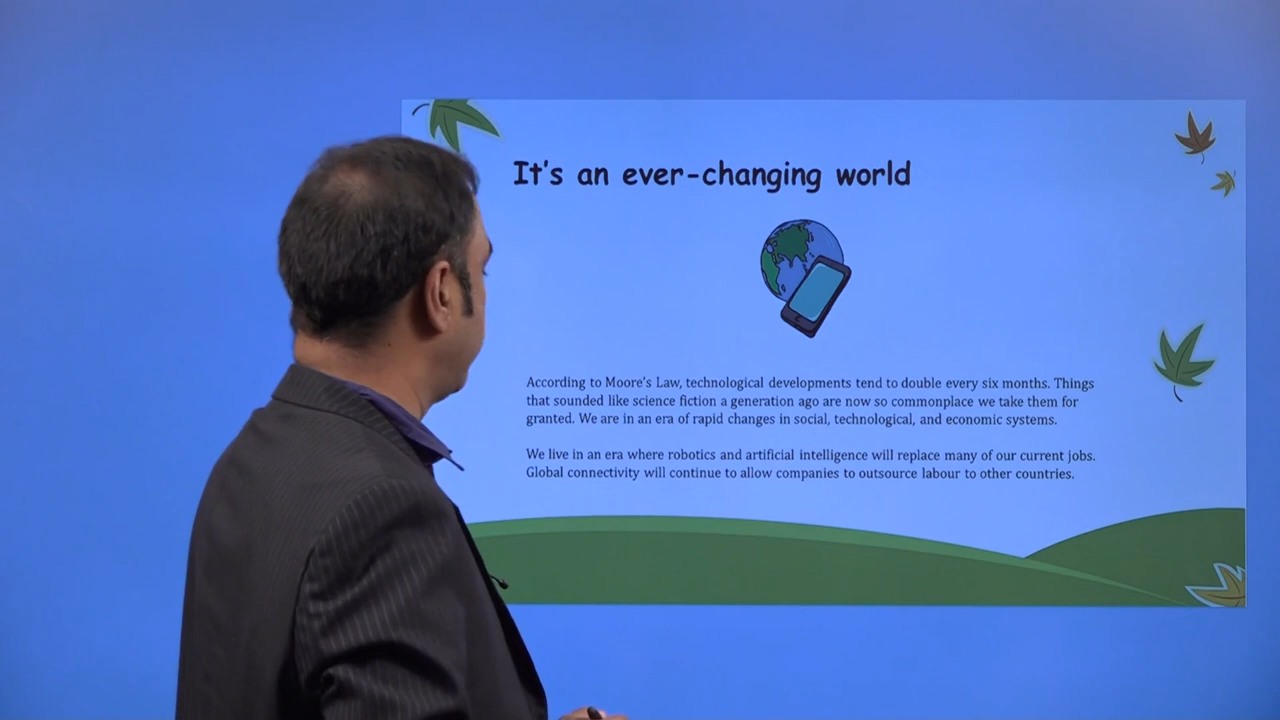 It's an ever-changing world
According to Moore's Law, technological developments tend to double every six months. Things
that sounded like science fiction a generation ago are now so commonplace we take them for
granted. We are in an era of rapid changes in social, technological, and economic systems.
We live in an era where robotics and artificial intelligence will replace many of our current jobs.
Global connectivity will continue to allow companies to outsource labour to other countries.